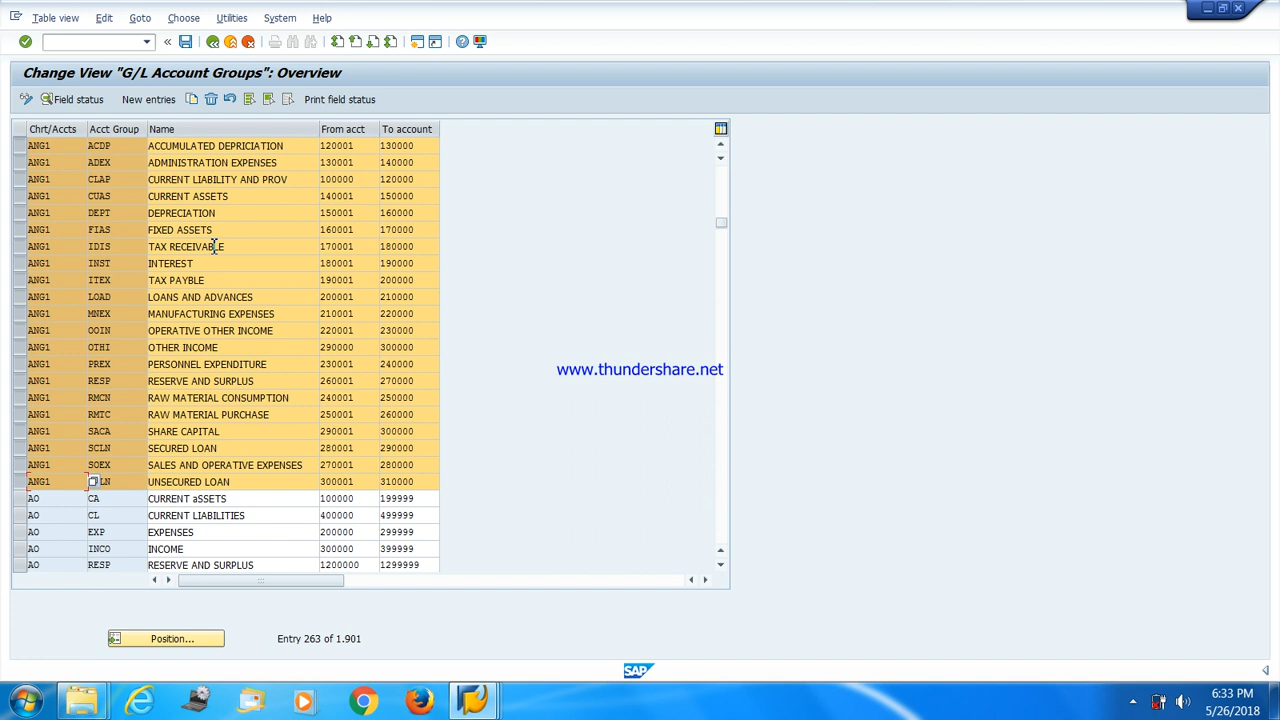 Table view Edit Goto Choose Utilities System Help
Change View "G/L Account Groups": Overview
Field status New entries Print field status
Chrt/Accts Acct Group Name From acct To account
ANG1 ACDP ACCUMULATED DEPRICIATION 120001 130000
ANG1 ADEX ADMINISTRATION EXPENSES 130001 140000
ANG1 CLAP CURRENT LIABILITY AND PROV 100000 120000
ANG1 CUAS CURRENT ASSETS 140001 150000
ANG1 DEPT DEPRECIATION 150001 160000
ANG1 FIAS FIXED ASSETS 160001 170000
ANG1 IDIS TAX RECEIVABLE 170001 180000
ANG1 INST INTEREST 180001 190000
ANG1 ITEX TAX PAYBLE 190001 200000
ANG1 LOAD LOANS AND ADVANCES 200001 210000
ANG1 MNEX MANUFACTURING EXPENSES 210001 220000
ANG1 OOIN OPERATIVE OTHER INCOME 220001 230000
ANG1 OTHI OTHER INCOME 290000 300000
ANG1 PREX PERSONNEL EXPENDITURE 230001 240000
ANG1 RESP RESERVE AND SURPLUS 260001 270000
ANG1 RMCN RAW MATERIAL CONSUMPTION 240001 250000
ANG1 RMTC RAW MATERIAL PURCHASE 250001 260000
ANG1 SACA SHARE CAPITAL 290001 300000
ANG1 SCLN SECURED LOAN 280001 290000
ANG1 SOEX SALES AND OPERATIVE EXPENSES 270001 280000
ANG1 LN UNSECURED LOAN 300001 310000
AO CA CURRENT aSSETS 100000 199999
AO CL CURRENT LIABILITIES 400000 499999
AO EXP EXPENSES 200000 299999
AO INCO INCOME 300000 399999
AO RESP RESERVE AND SURPLUS 1200000 1299999
www.thundershare.net
Position... Entry 263 of 1.901
SAP
6:33 PM
5/26/2018